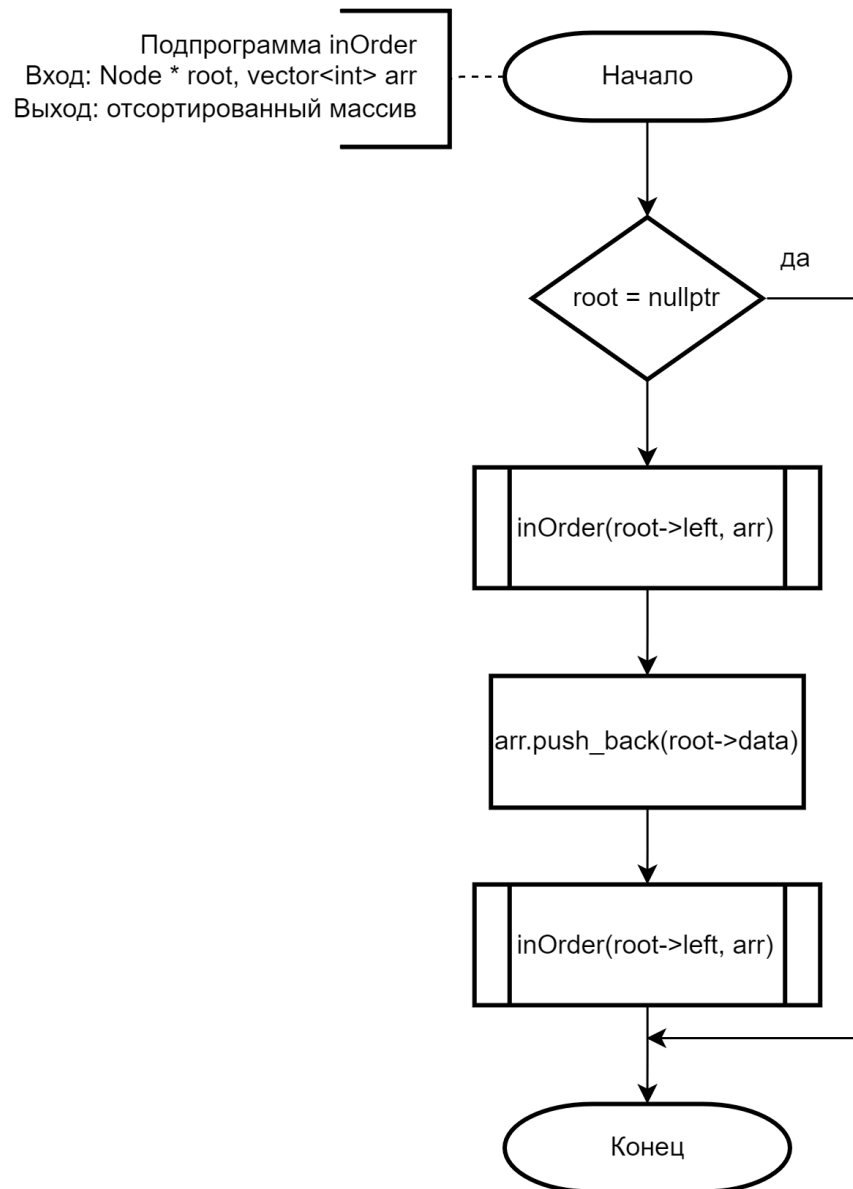 Подпрограмма inOrder
Вход: Node * root, vector<int> arr
Выход: отсортированный массив
Начало
да
root = nullptr
inOrder(root->left, arr)
arr.push_back(root->data)
inOrder(root->left, arr)
Конец